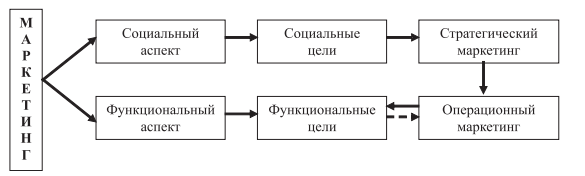 МАРКЕТИНГ
Социальный
аспект
Социальные
цели
Стратегический
маркетинг
Функциональный
аспект
Функциональные
цели
Операционный
маркетинг